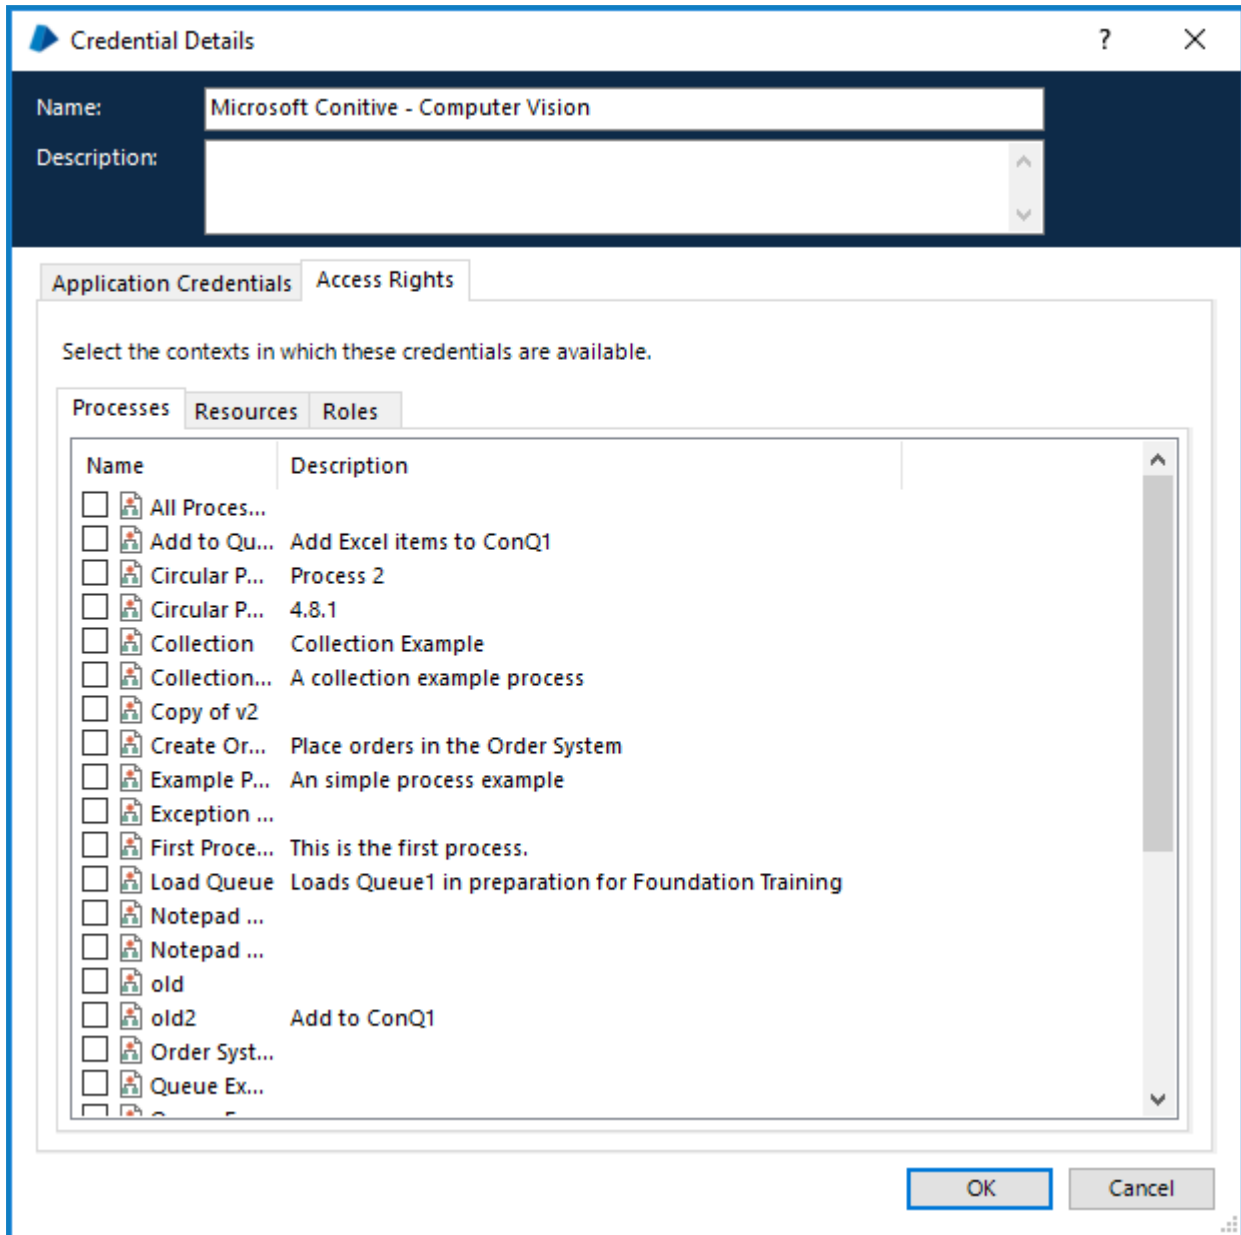 Credential Details ?
Name: Microsoft Conitive - Computer Vision
Description:
Application Credentials Access Rights
Select the contexts in which these credentials are available.
Processes Resources Roles
Name Description
All Proces...
Add to Qu... Add Excel items to ConQ1
Circular P... Process 2
Circular P... 4.8.1
Collection Collection Example
Collection... A collection example process
Copy of v2
Create Or... Place orders in the Order System
Example P... An simple process example
Exception ...
First Proce... This is the first process.
Load Queue Loads Queue1 in preparation for Foundation Training
Notepad ...
Notepad ...
old
old2 Add to ConQ1
Order Syst...
Queue Ex...
OK Cancel